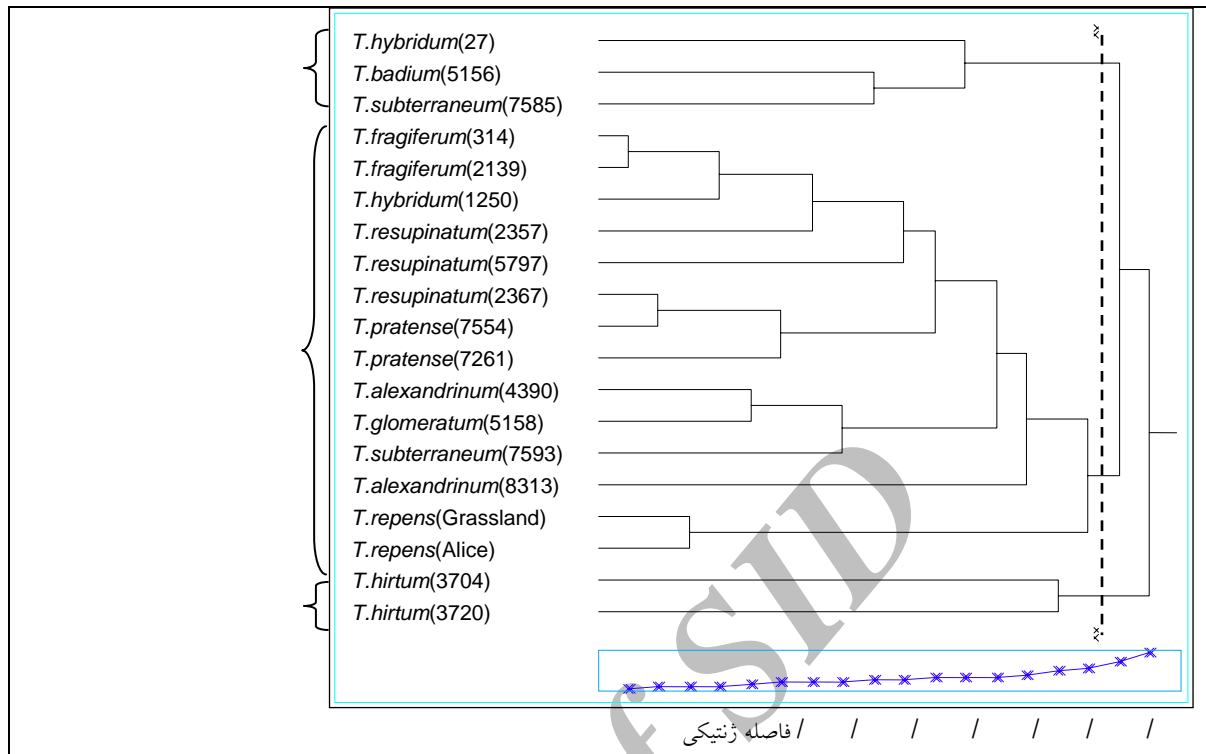 T.hybridum(27)
T.badium(5156)
T.subterraneum(7585)
T.fragiferum(314)
T.fragiferum(2139)
T.hybridum(1250)
T.resupinatum(2357)
T.resupinatum(5797)
T.resupinatum(2367)
T.pratense(7554)
T.pratense(7261)
T.alexandrinum(4390)
T.glomeratum(5158)
T.subterraneum(7593)
T.alexandrinum(8313)
T.repens(Grassland)
T.repens(Alice)
T.hirtum(3704)
T.hirtum(3720)
f SID
فاصله ژنتیکی / / / / / / /